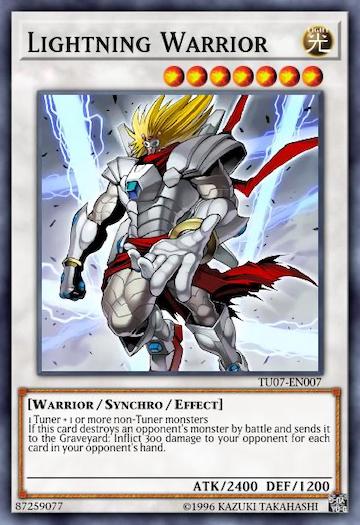 Lightning Warrior
LIGHT
光
TU07-EN007
[Warrior / Synchro / Effect]
1 Tuner + 1 or more non-Tuner monsters
If this card destroys an opponent's monster by battle and sends it
to the Graveyard: Inflict 300 damage to your opponent for each
card in your opponent's hand.
ATK/2400 DEF/1200
87259077
©1996 KAZUKI TAKAHASHI